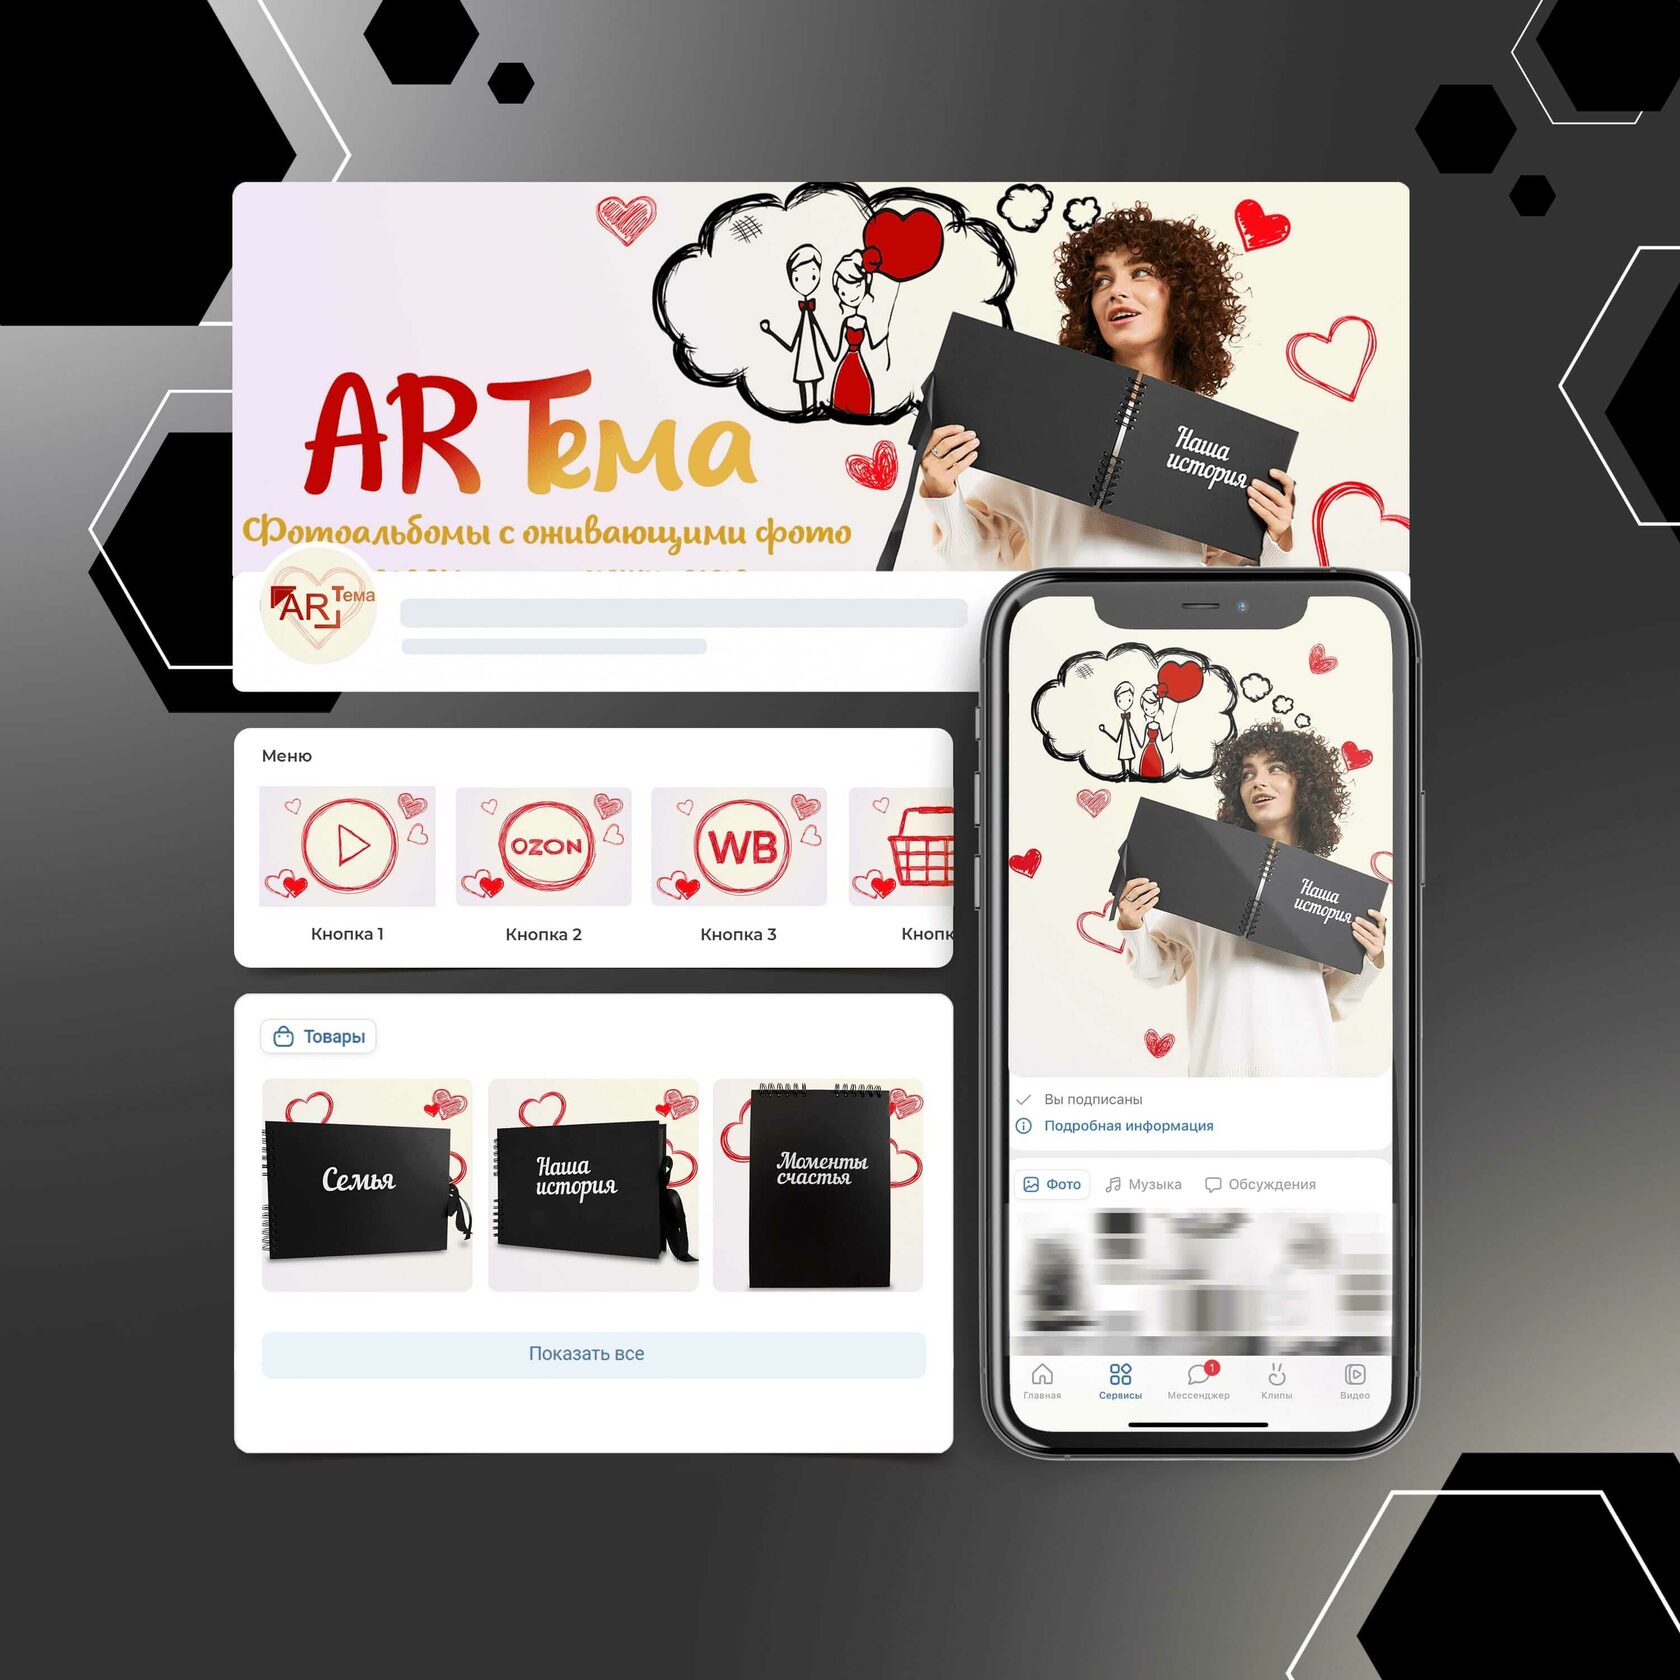 ARТема
Фотоальбомы с оживающими фото
Наша
история
ARТема
Меню
OZON
WB
Кнопка 1
Кнопка 2
Кнопка 3
Кнопк
Товары
Семья
Наша
история
Моменты
счастья
Показать все
Наша
история
Вы подписаны
Подробная информация
Фото
Музыка
Обсуждения
1
Главная
Сервисы
Мессенджер
Клипы
Видео